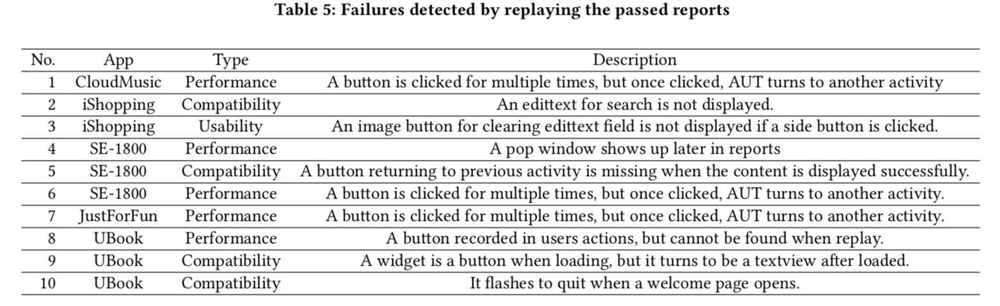 Table 5: Failures detected by replaying the passed reports
No. App Type Description
1 CloudMusic Performance A button is clicked for multiple times, but once clicked, AUT turns to another activity
2 iShopping Compatibility An edittext for search is not displayed.
3 iShopping Usability An image button for clearing edittext field is not displayed if a side button is clicked.
4 SE-1800 Performance A pop window shows up later in reports
5 SE-1800 Compatibility A button returning to previous activity is missing when the content is displayed successfully.
6 SE-1800 Performance A button is clicked for multiple times, but once clicked, AUT turns to another activity.
7 JustForFun Performance A button is clicked for multiple times, but once clicked, AUT turns to another activity.
8 UBook Performance A button recorded in users actions, but cannot be found when replay.
9 UBook Compatibility A widget is a button when loading, but it turns to be a textview after loaded.
10 UBook Compatibility It flashes to quit when a welcome page opens.